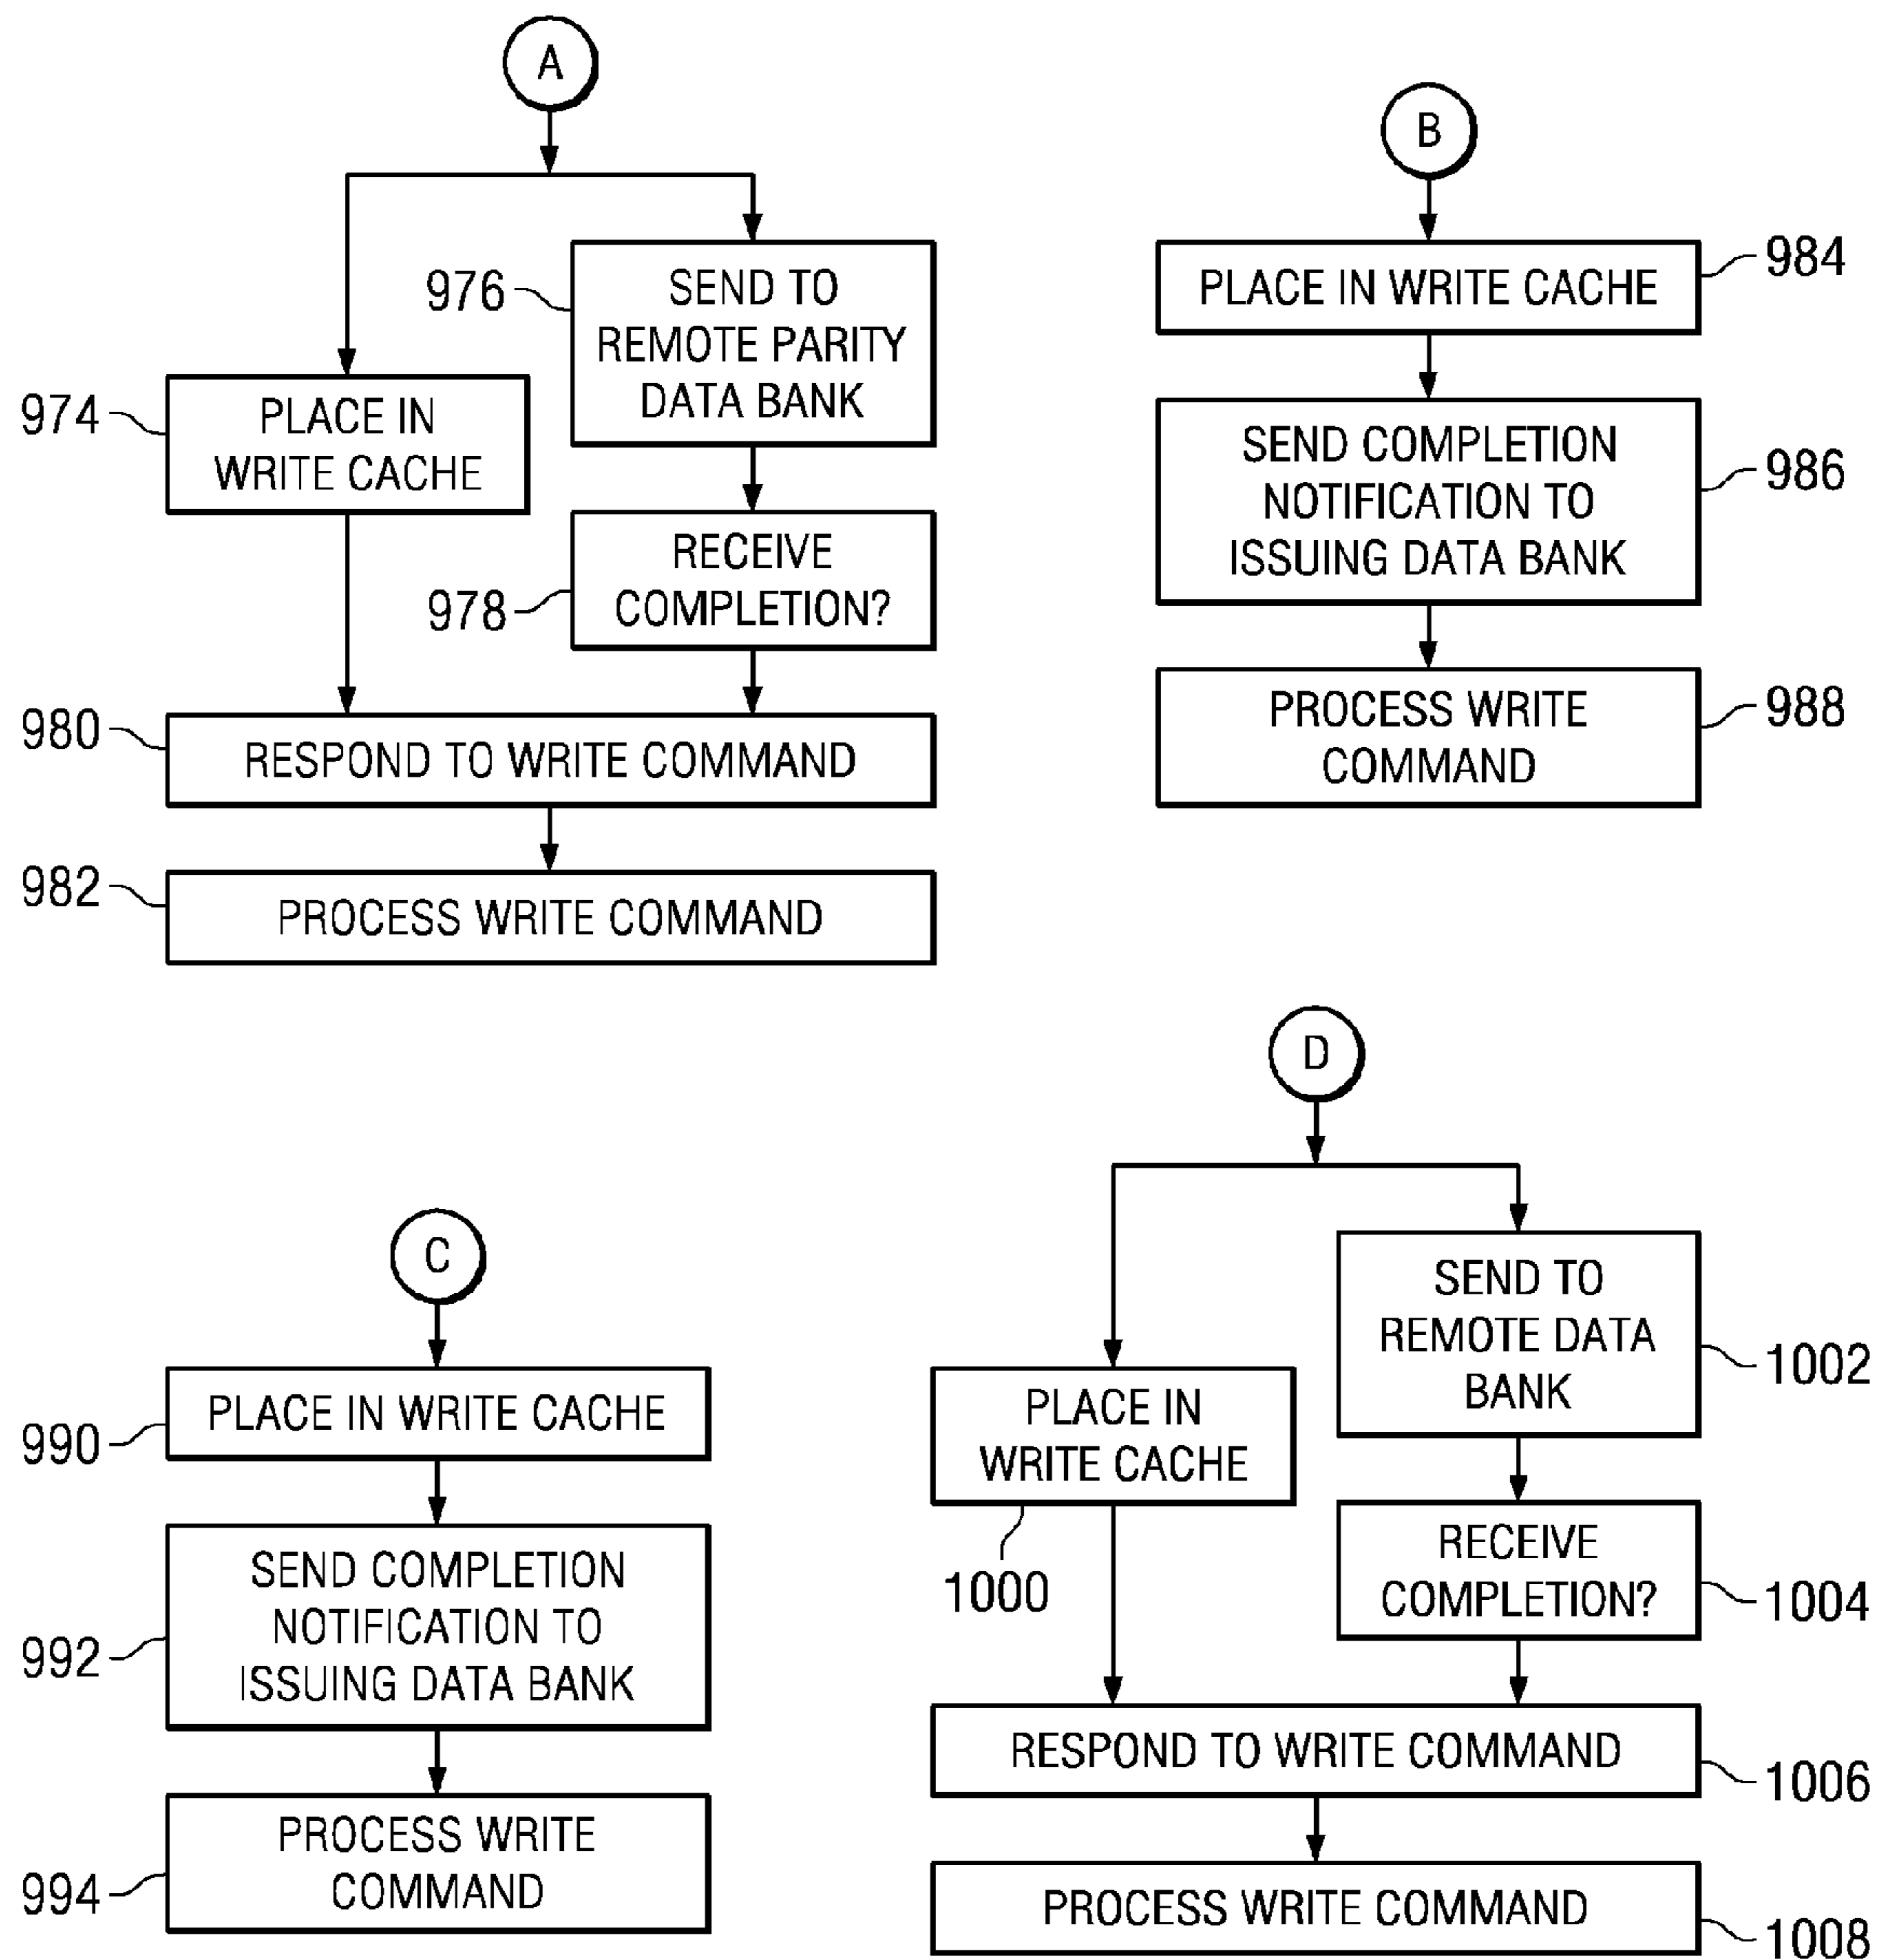 A
976
SEND TO
REMOTE PARITY
DATA BANK
974
PLACE IN
WRITE CACHE
978
RECEIVE
COMPLETION?
980
RESPOND TO WRITE COMMAND
982
PROCESS WRITE COMMAND
B
PLACE IN WRITE CACHE
984
SEND COMPLETION
NOTIFICATION TO
ISSUING DATA BANK
986
PROCESS WRITE
COMMAND
988
C
990
PLACE IN WRITE CACHE
992
SEND COMPLETION
NOTIFICATION TO
ISSUING DATA BANK
994
PROCESS WRITE
COMMAND
D
SEND TO
REMOTE DATA
BANK
1002
PLACE IN
WRITE CACHE
1000
RECEIVE
COMPLETION?
1004
RESPOND TO WRITE COMMAND
1006
PROCESS WRITE COMMAND
1008